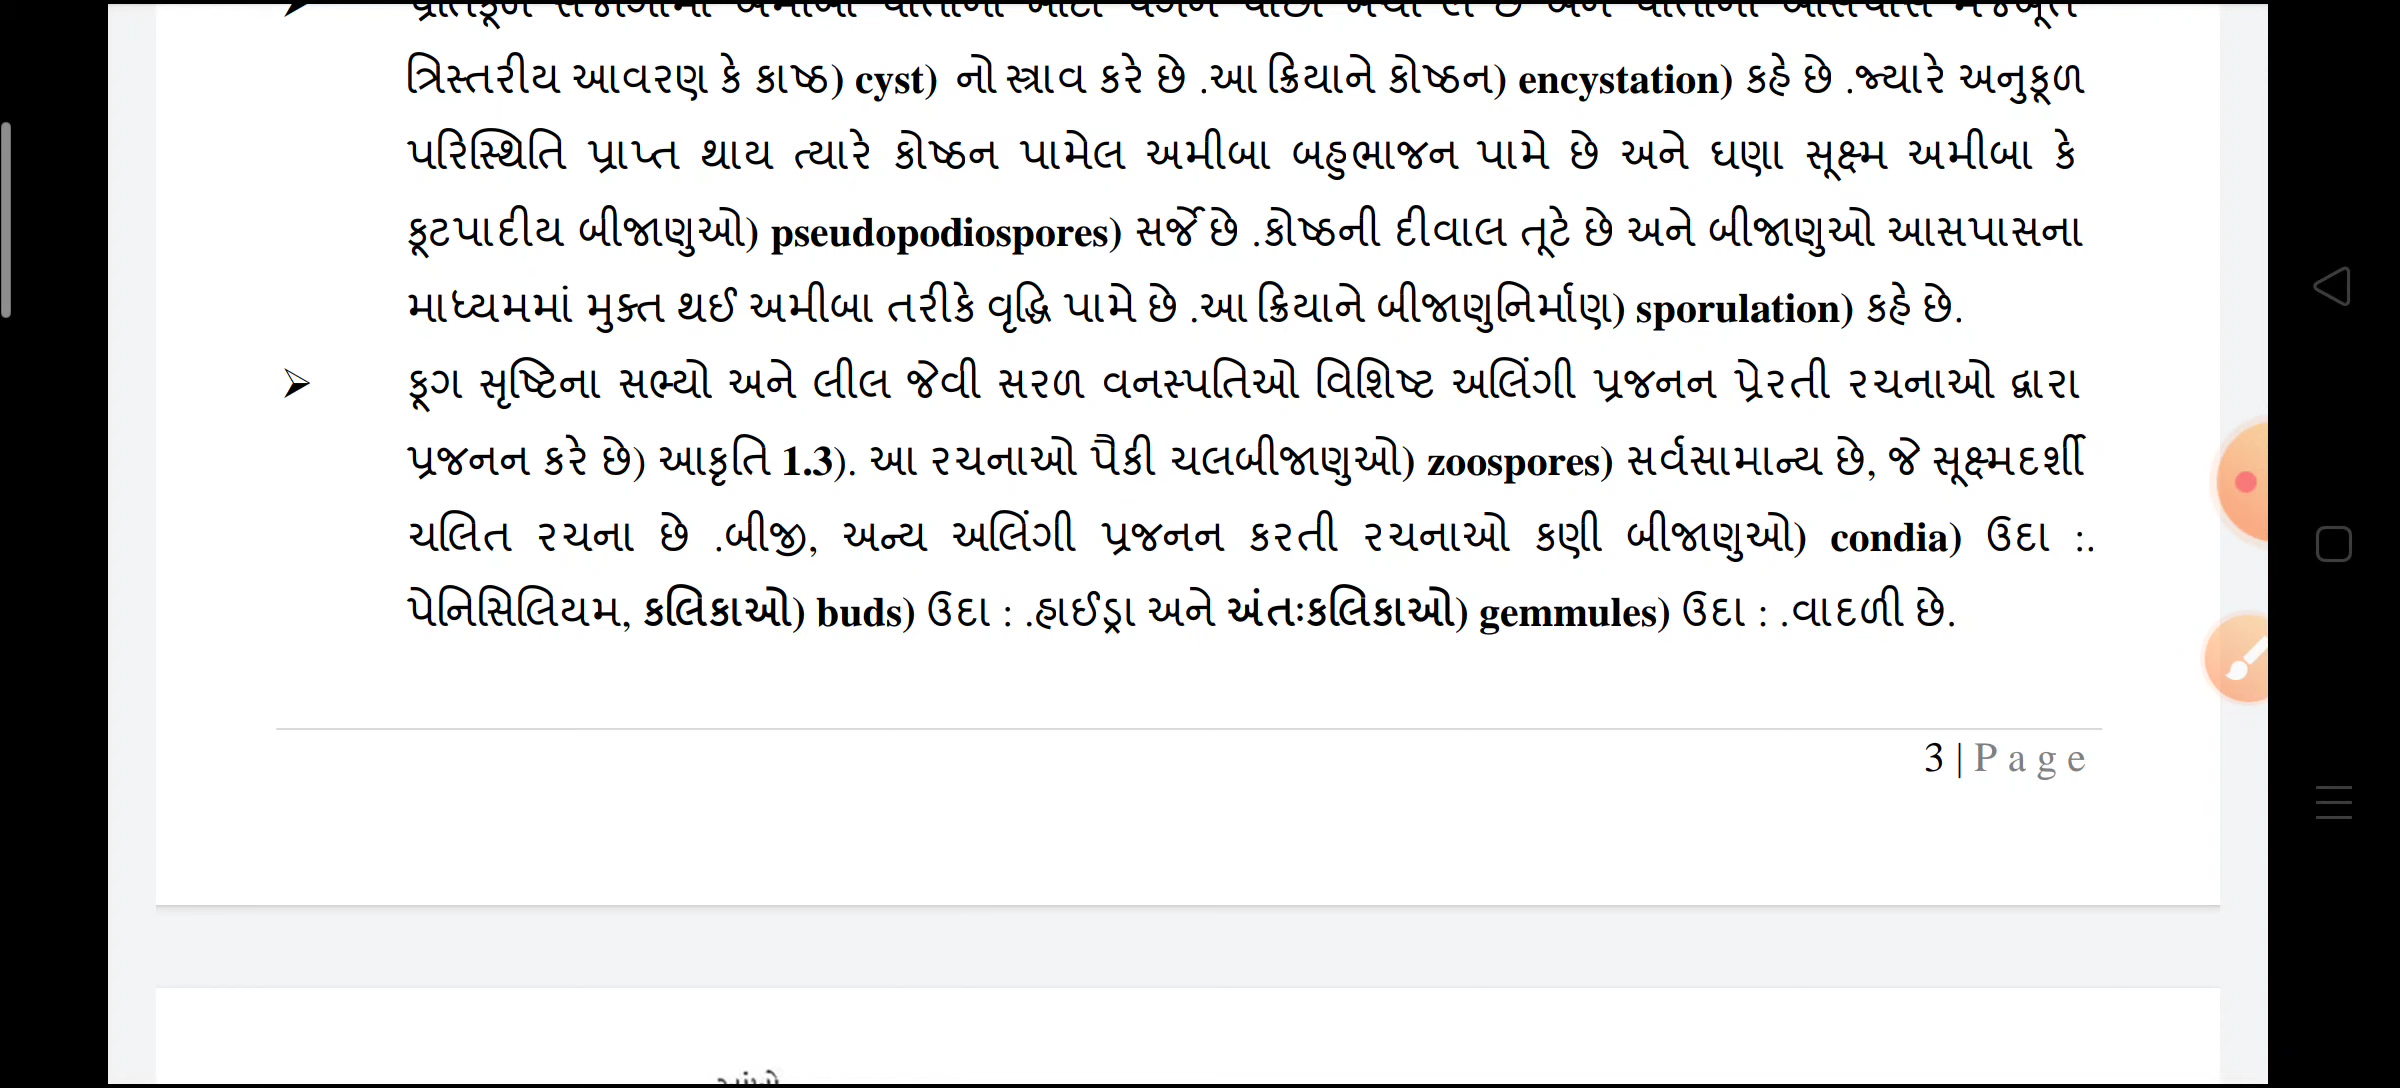 ત્રિસ્તરીય આવરણ કે કાષ્ઠ) cyst) નો સ્ત્રાવ કરે છે .આ ક્રિયાને કોષ્ઠન) encystation) કહે છે .જ્યારે અનુકૂળ
પરિસ્થિતિ પ્રાપ્ત થાય ત્યારે કોષ્ઠન પામેલ અમીબા બહુભાજન પામે છે અને ઘણા સૂક્ષ્મ અમીબા કે
કૂટપાદીય બીજાણુઓ) pseudopodiospores) સર્જે છે .કોષ્ઠની દીવાલ તૂટે છે અને બીજાણુઓ આસપાસના
માધ્યમમાં મુક્ત થઈ અમીબા તરીકે વૃદ્ધિ પામે છે .આ ક્રિયાને બીજાણુનિર્માણ) sporulation) કહે છે.
➢ ફૂગ સૃષ્ટિના સભ્યો અને લીલ જેવી સરળ વનસ્પતિઓ વિશિષ્ટ અલિંગી પ્રજનન પ્રેરતી રચનાઓ દ્વારા
પ્રજનન કરે છે) આકૃતિ 1.3). આ રચનાઓ પૈકી ચલબીજાણુઓ) zoospores) સર્વસામાન્ય છે, જે સૂક્ષ્મદર્શી
ચલિત રચના છે .બીજી, અન્ય અલિંગી પ્રજનન કરતી રચનાઓ કણી બીજાણુઓ) condia) ઉદા :.
પેનિસિલિયમ, કલિકાઓ) buds) ઉદા : .હાઈડ્રા અને અંતઃકલિકાઓ) gemmules) ઉદા : .વાદળી છે.
3 | P a g e